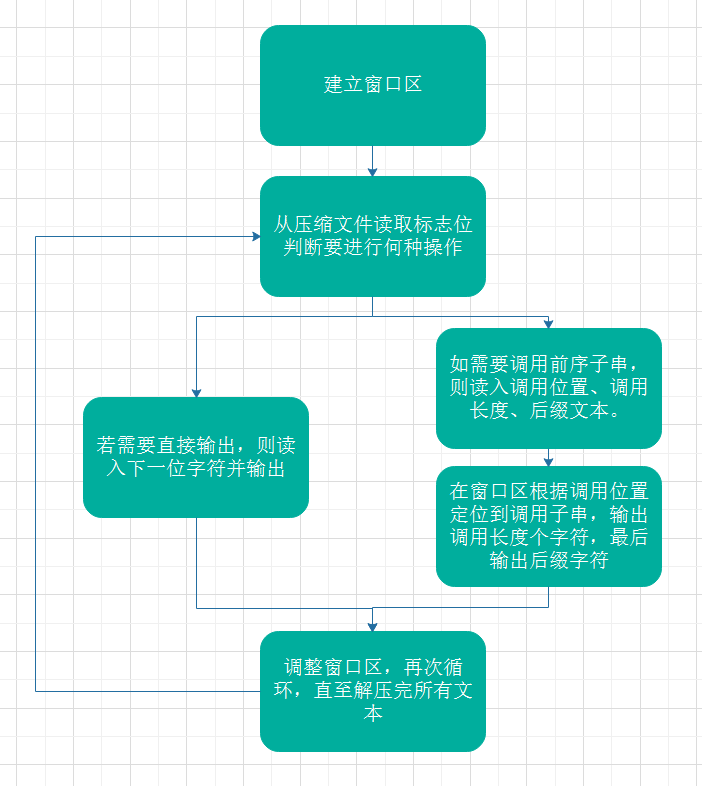 建立窗口区
从压缩文件读取标志位
判断要进行何种操作
如需要调用前序子串，
则读入调用位置、调用
长度、后缀文本。
若需要直接输出，则读
入下一位字符并输出
在窗口区根据调用位置
定位到调用子串，输出
调用长度个字符，最后
输出后缀字符
调整窗口区，再次循
环，直至解压完所有文
本